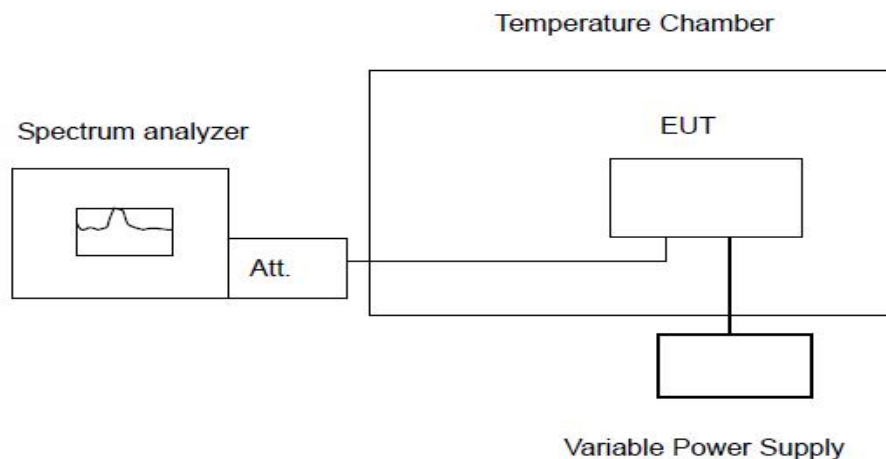 Temperature Chamber
Spectrum analyzer
EUT
Att.
Variable Power Supply